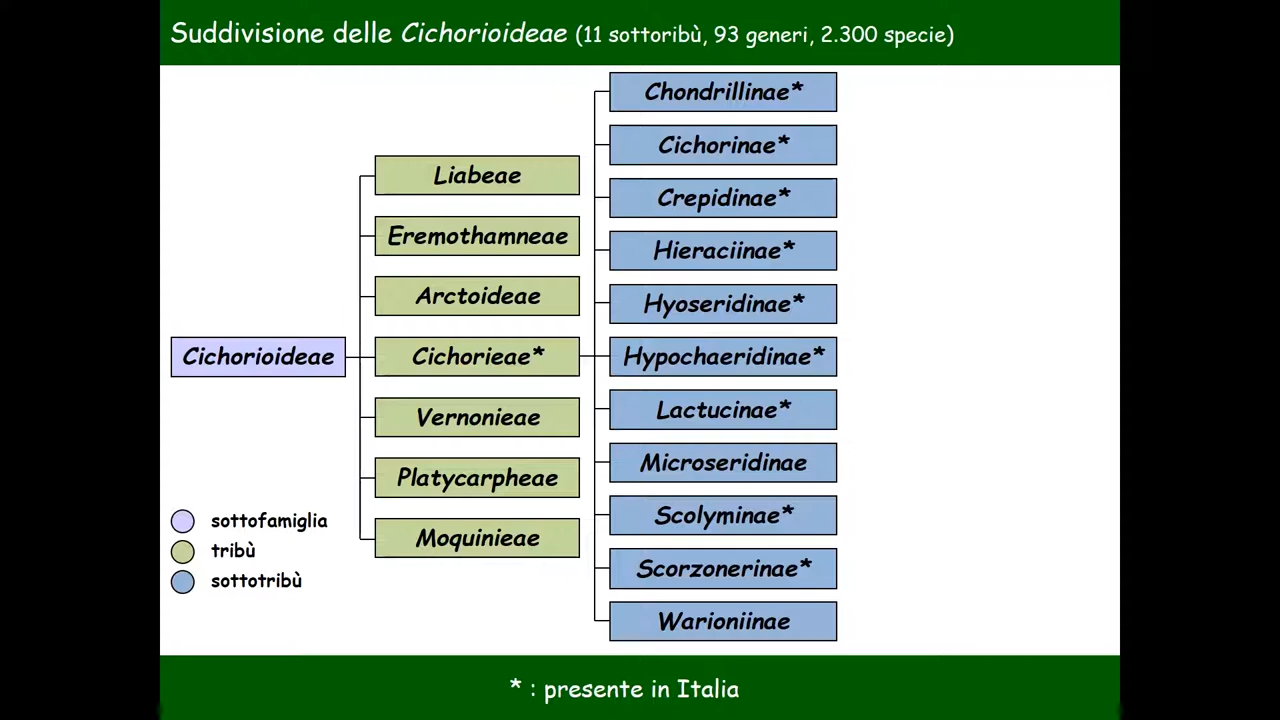 Suddivisione delle Cichorioideae (11 sottoribù, 93 generi, 2.300 specie)
Cichorioideae
Liabeae
Eremothamneae
Arctoideae
Cichorieae*
Vernonieae
Platycarpheae
Moquinieae
Chondrillinae*
Cichorinae*
Crepidinae*
Hieraciinae*
Hyoseridinae*
Hypochaeridinae*
Lactucinae*
Microseridinae
Scolyminae*
Scorzonerinae*
Warioniinae
sottofamiglia
tribù
sottotribù
* : presente in Italia